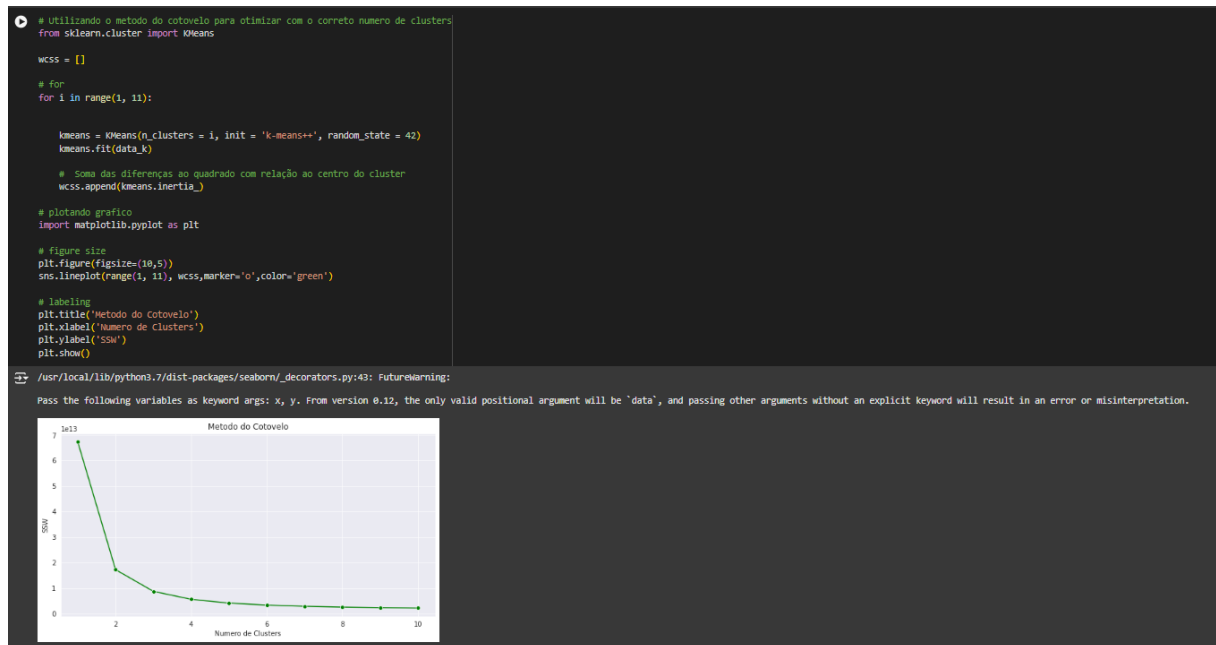 # Utilizando o metodo do cotovelo para otimizar com o correto numero de clusters
from sklearn.cluster import KMeans
wcss = []
# for
for i in range(1, 11):
kmeans = KMeans(n_clusters = i, init = 'k-means++', random_state = 42)
kmeans.fit(data_k)
# Soma das diferenças ao quadrado com relação ao centro do cluster
wcss.append(kmeans.inertia_)
# plotando grafico
import matplotlib.pyplot as plt
# figure size
plt.figure(figsize=(10,5))
sns.lineplot(range(1, 11), wcss,marker='o',color='green')
# labeling
plt.title('Metodo do Cotovelo')
plt.xlabel('Numero de Clusters')
plt.ylabel('SSW')
plt.show()
/usr/local/lib/python3.7/dist-packages/seaborn/_decorators.py:43: FutureWarning:
Pass the following variables as keyword args: x, y. From version 0.12, the only valid positional argument will be `data`, and passing other arguments without an explicit keyword will result in an error or misinterpretation.
1e13
Metodo do Cotovelo
7
6
5
4
SSW
3
2
1
0
2 4 6 8 10
Numero de Clusters